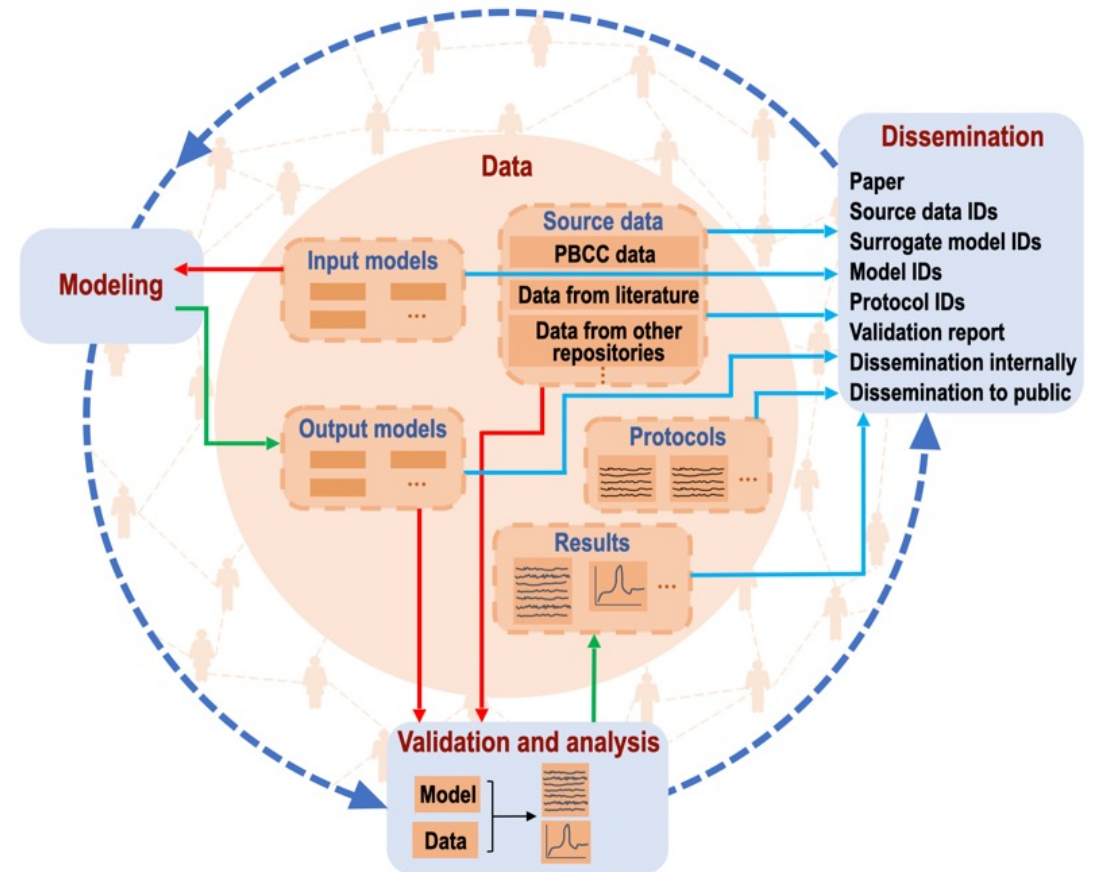 Dissemination
Paper
Source data IDs
Surrogate model IDs
Model IDs
Protocol IDs
Validation report
Dissemination internally
Dissemination to public
Data
Source data
PBCC data
Data from literature
Data from other
repositories
Input models
...
Modeling
Output models
...
Protocols
...
Results
...
Validation and analysis
Model
Data